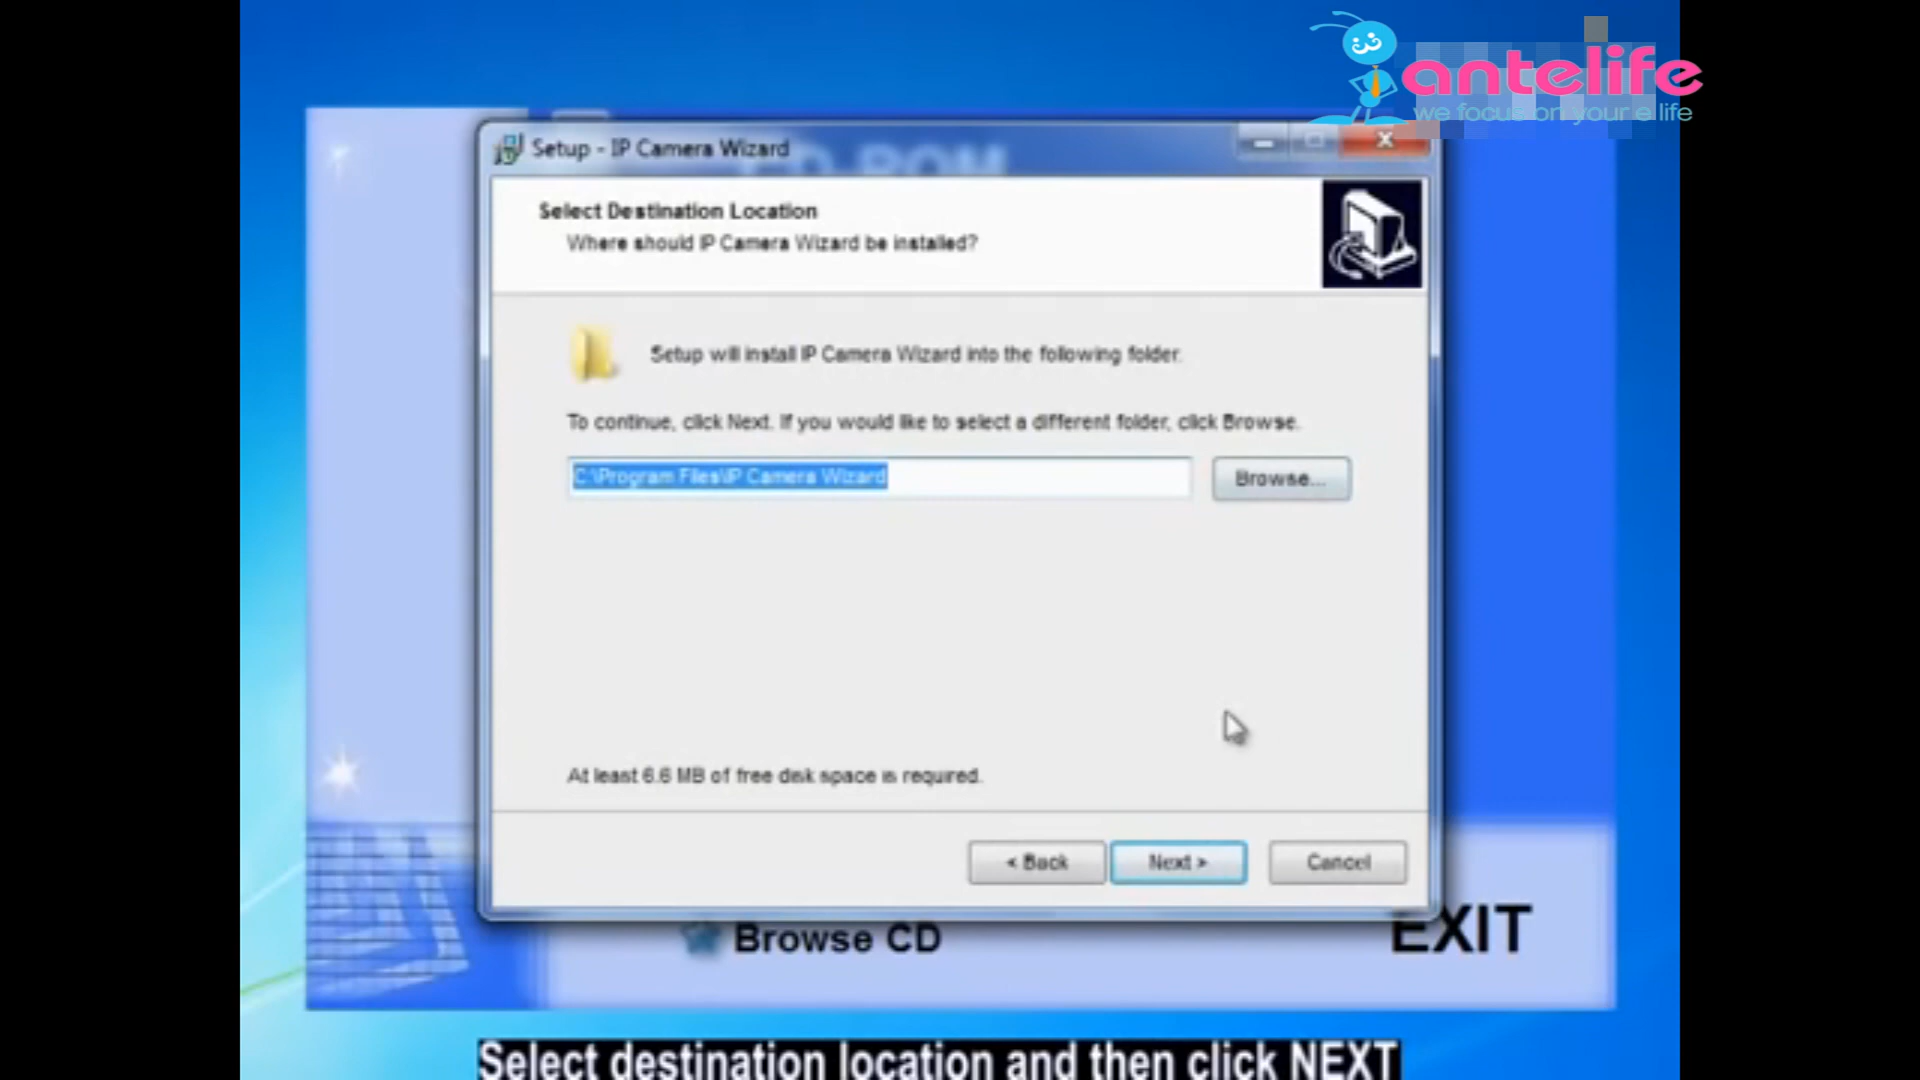 antelife
we focus on your e life
Setup - IP Camera Wizard
CD-ROM
Select Destination Location
Where should IP Camera Wizard be installed?
Setup will install IP Camera Wizard into the following folder.
To continue, click Next. If you would like to select a different folder, click Browse.
C:\Program Files\IP Camera Wizard
Browse...
At least 6.6 MB of free disk space is required.
< Back
Next >
Cancel
Browse CD
EXIT
Select destination location and then click NEXT